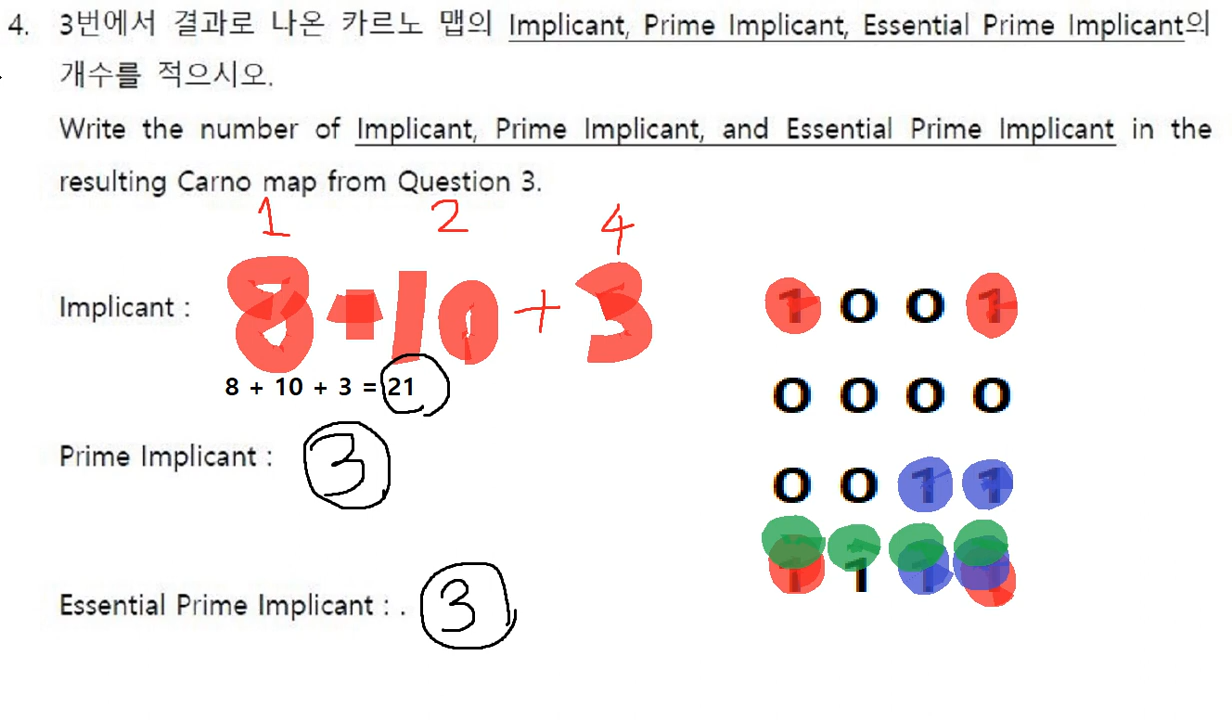 4. 3번에서 결과로 나온 카르노 맵의 Implicant, Prime Implicant, Essential Prime Implicant의
개수를 적으시오.
Write the number of Implicant, Prime Implicant, and Essential Prime Implicant in the
resulting Carno map from Question 3.
1 2 4
Implicant : 8 + 10 + 3
8 + 10 + 3 = 21
Prime Implicant : 3
Essential Prime Implicant : . 3
1 0 0 1
0 0 0 0
0 0 1 1
1 1 1 1